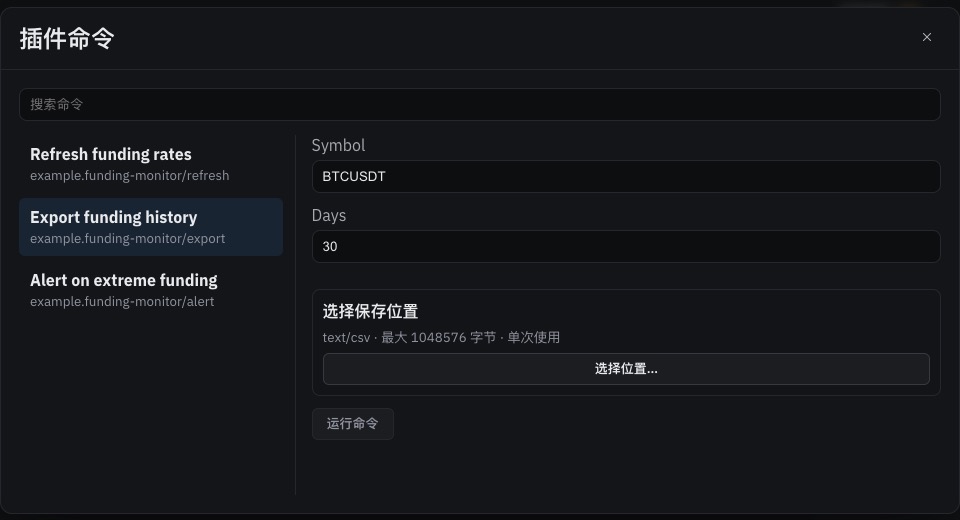 插件命令
×
搜索命令
Refresh funding rates
example.funding-monitor/refresh
Export funding history
example.funding-monitor/export
Alert on extreme funding
example.funding-monitor/alert
Symbol
BTCUSDT
Days
30
选择保存位置
text/csv · 最大 1048576 字节 · 单次使用
选择位置...
运行命令